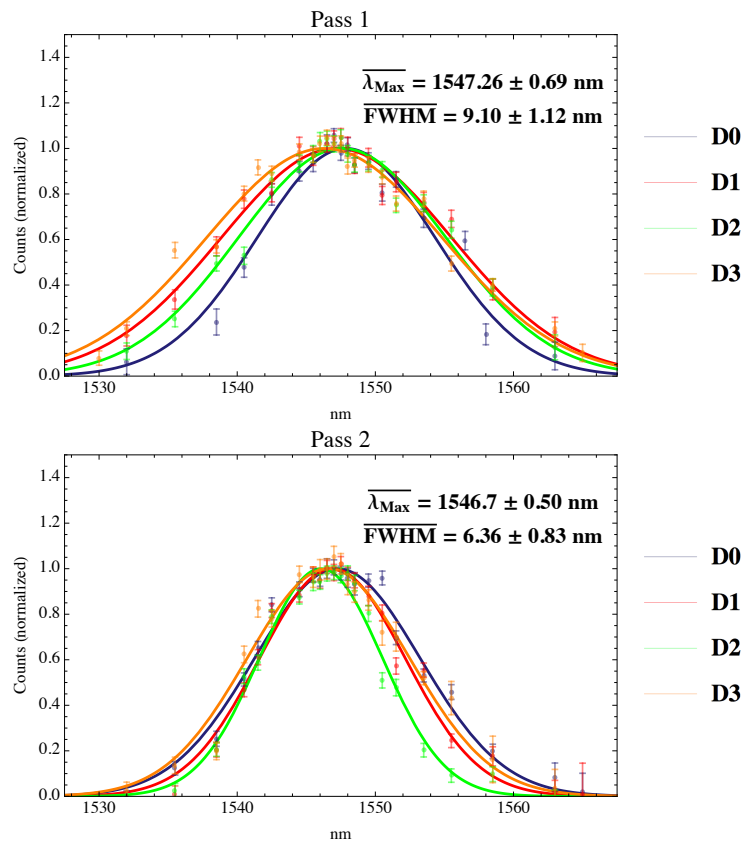 Pass 1
1.4
1.2
1.0
0.8
0.6
0.4
0.2
0.0
Counts (normalized)
λMax = 1547.26 ± 0.69 nm
FWHM = 9.10 ± 1.12 nm
1530 1540 1550 1560
nm
D0
D1
D2
D3
Pass 2
1.4
1.2
1.0
0.8
0.6
0.4
0.2
0.0
Counts (normalized)
λMax = 1546.7 ± 0.50 nm
FWHM = 6.36 ± 0.83 nm
1530 1540 1550 1560
nm
D0
D1
D2
D3